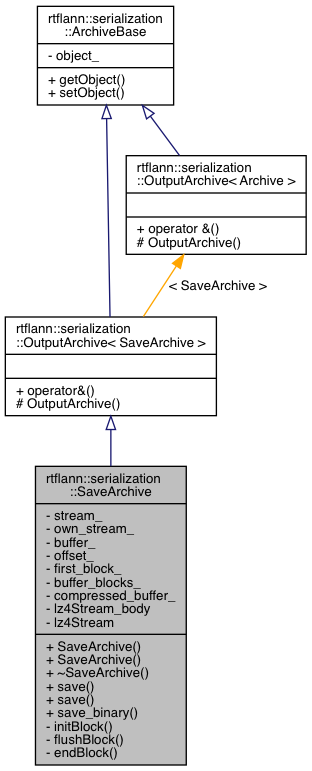 rtflann::serialization
::ArchiveBase
- object_
+ getObject()
+ setObject()
rtflann::serialization
::OutputArchive< Archive >
+ operator &()
# OutputArchive()
< SaveArchive >
rtflann::serialization
::OutputArchive< SaveArchive >
+ operator&()
# OutputArchive()
rtflann::serialization
::SaveArchive
- stream_
- own_stream_
- buffer_
- offset_
- first_block_
- buffer_blocks_
- compressed_buffer_
- lz4Stream_body
- lz4Stream
+ SaveArchive()
+ SaveArchive()
+ ~SaveArchive()
+ save()
+ save()
+ save_binary()
- initBlock()
- flushBlock()
- endBlock()